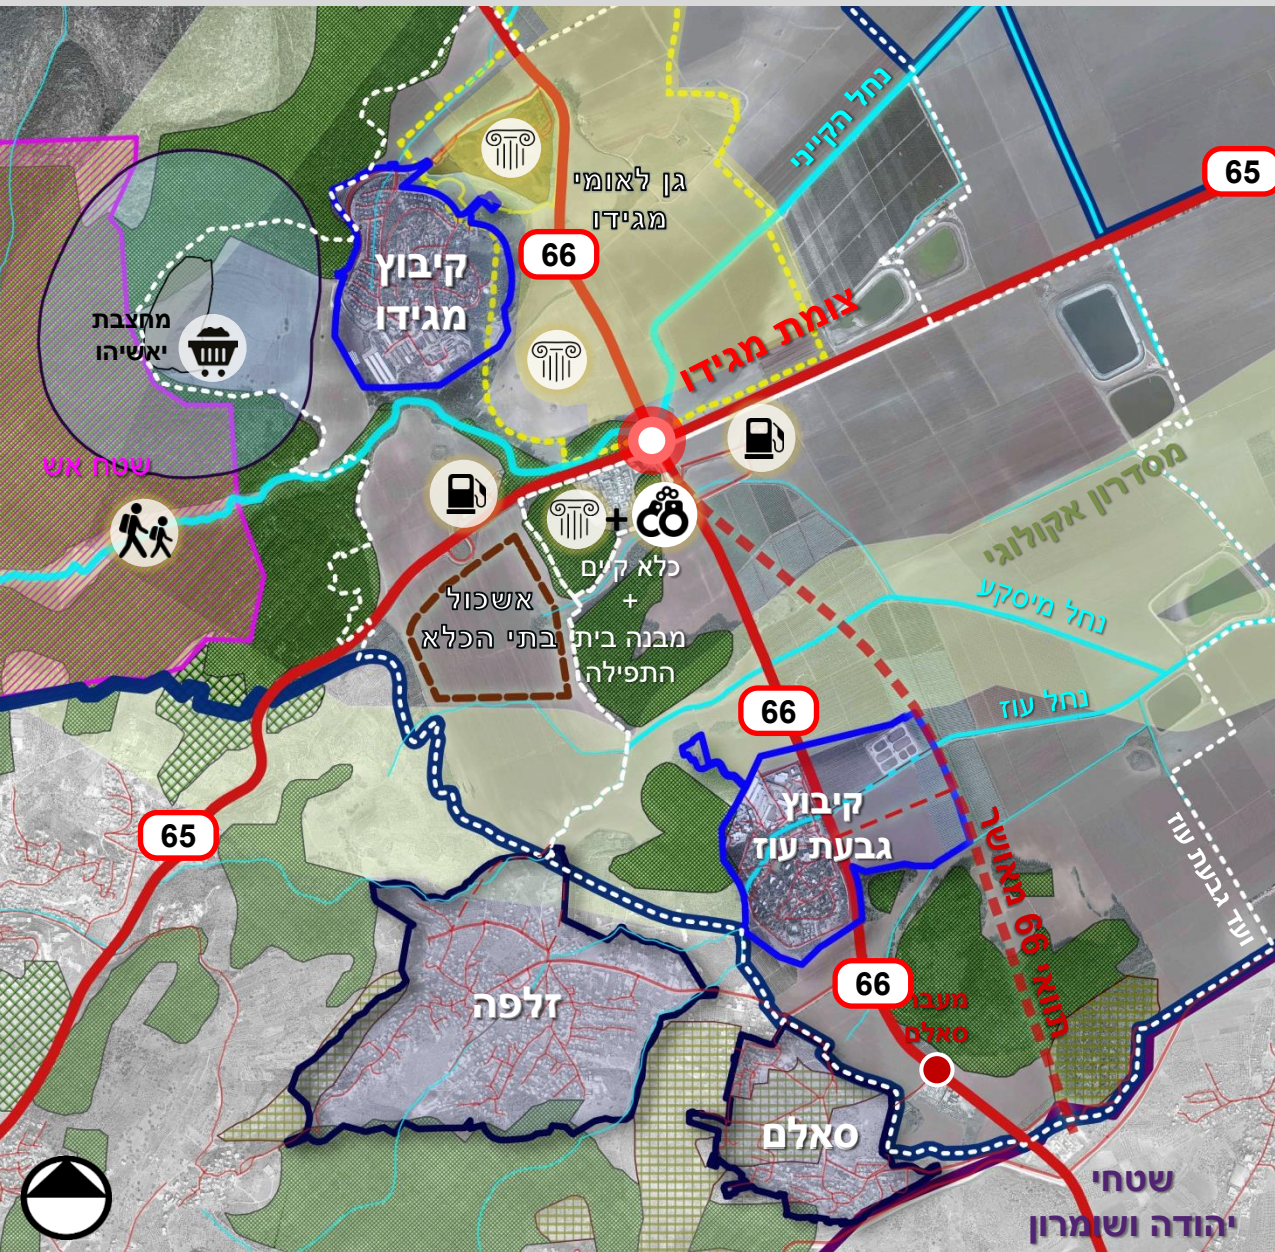 נחל הקייני
65
גן לאומי
מגידו
66
קיבוץ
מגידו
צומת מגידו
מחצבת
יאשיהו
שטח אש
מסדרון אקולוגי
+
כלא קיים
+
מבנה בית
התפילה
אשכול
בתי הכלא
נחל מיסקע
נחל עוז
66
קיבוץ
גבעת עוז
65
תוואי 66 מאושר
ועד גבעת עוז
66
מעבר
סאלם
זלפה
סאלם
שטחי
יהודה ושומרון